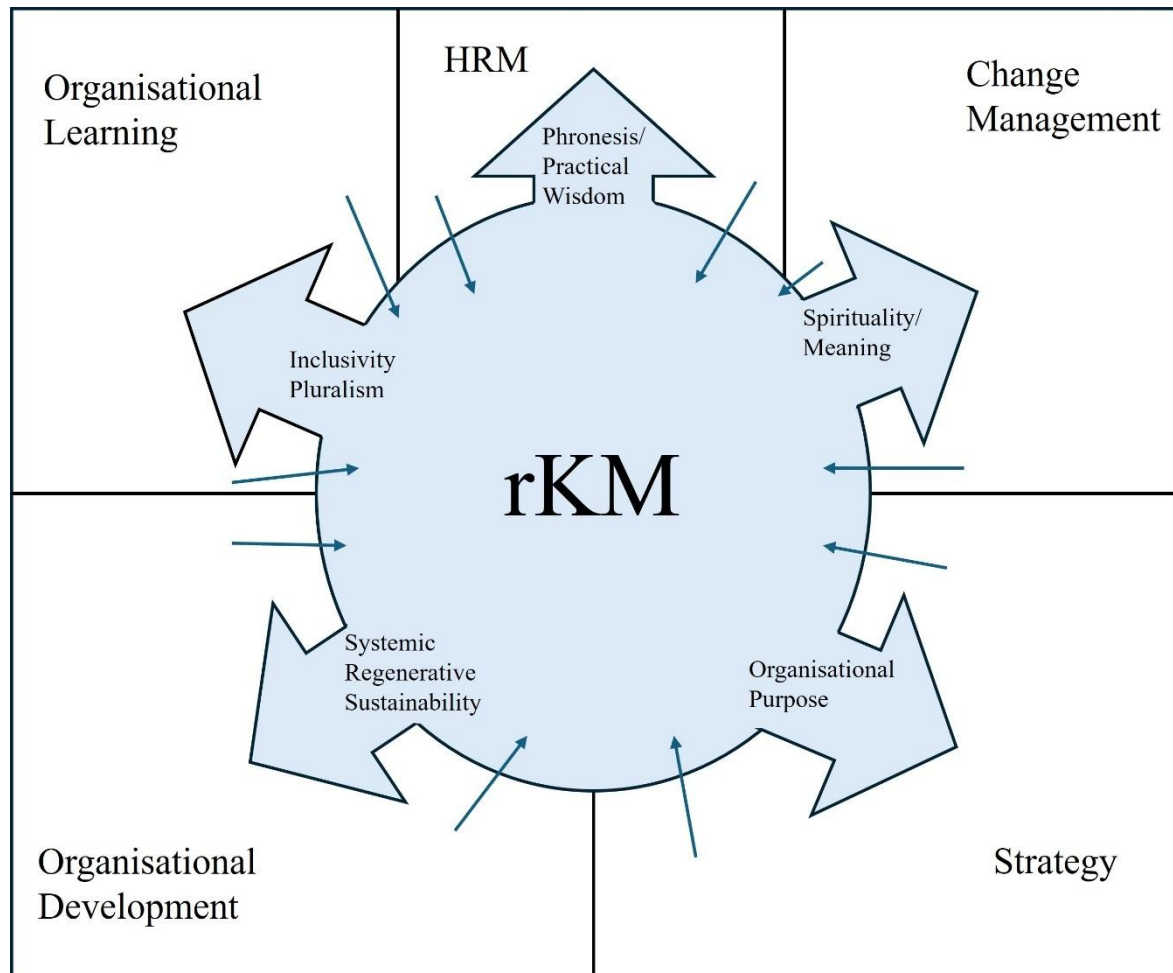 Organisational
Learning
HRM
Change
Management
Phronesis/
Practical
Wisdom
Inclusivity
Pluralism
Spirituality/
Meaning
rKM
Systemic
Regenerative
Sustainability
Organisational
Purpose
Organisational
Development
Strategy